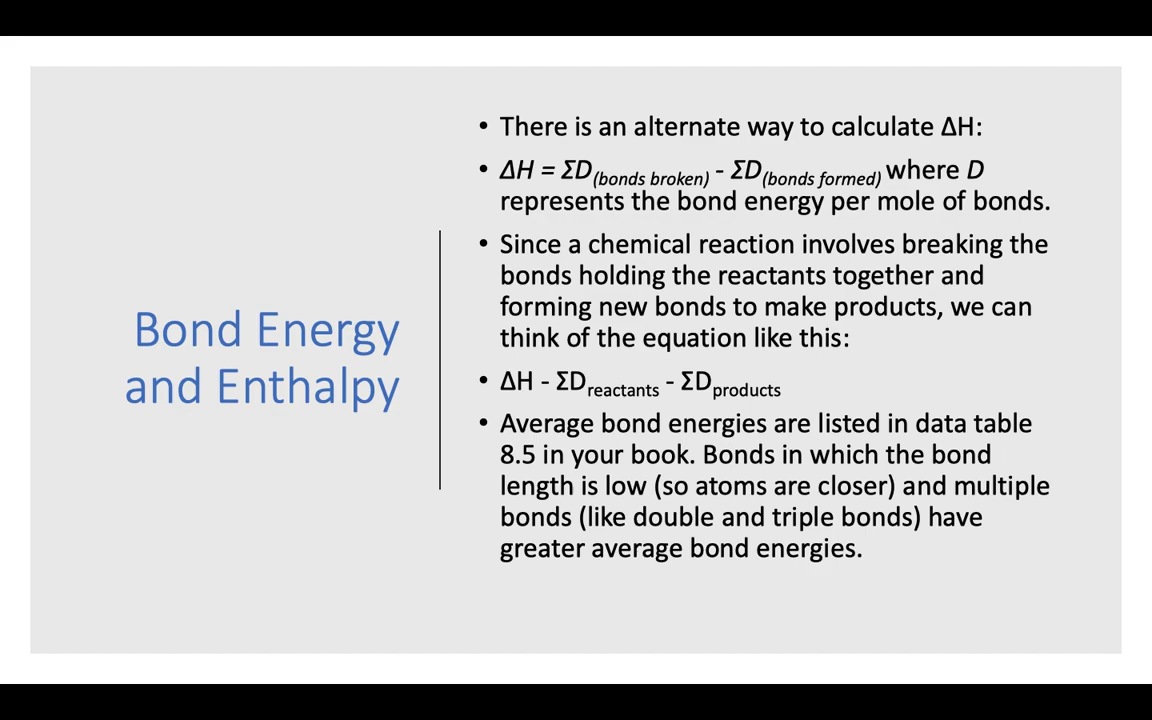 Bond Energy
and Enthalpy
• There is an alternate way to calculate ΔH:
• ΔH = ΣD(bonds broken) - ΣD(bonds formed) where D
represents the bond energy per mole of bonds.
• Since a chemical reaction involves breaking the
bonds holding the reactants together and
forming new bonds to make products, we can
think of the equation like this:
• ΔH - ΣDreactants - ΣDproducts
• Average bond energies are listed in data table
8.5 in your book. Bonds in which the bond
length is low (so atoms are closer) and multiple
bonds (like double and triple bonds) have
greater average bond energies.